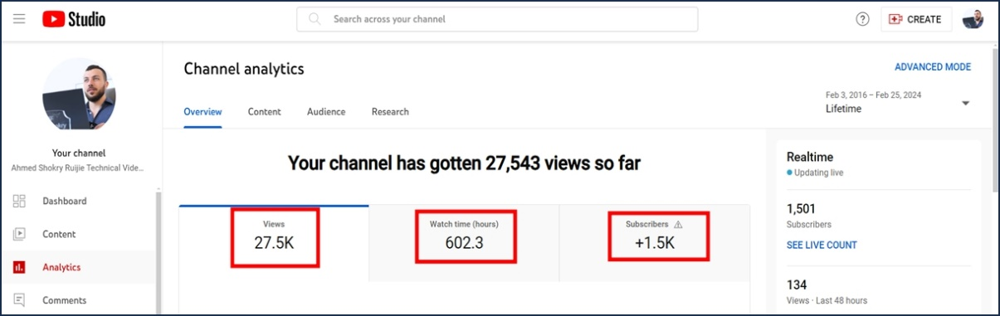 Studio
Search across your channel
CREATE
Channel analytics
ADVANCED MODE
Feb 3, 2016 – Feb 25, 2024
Lifetime
Overview
Content
Audience
Research
Your channel
Ahmed Shokry Ruijie Technical Vide...
Dashboard
Content
Analytics
Comments
Your channel has gotten 27,543 views so far
Views
27.5K
Watch time (hours)
602.3
Subscribers
+1.5K
Realtime
Updating live
1,501
Subscribers
SEE LIVE COUNT
134
Views · Last 48 hours